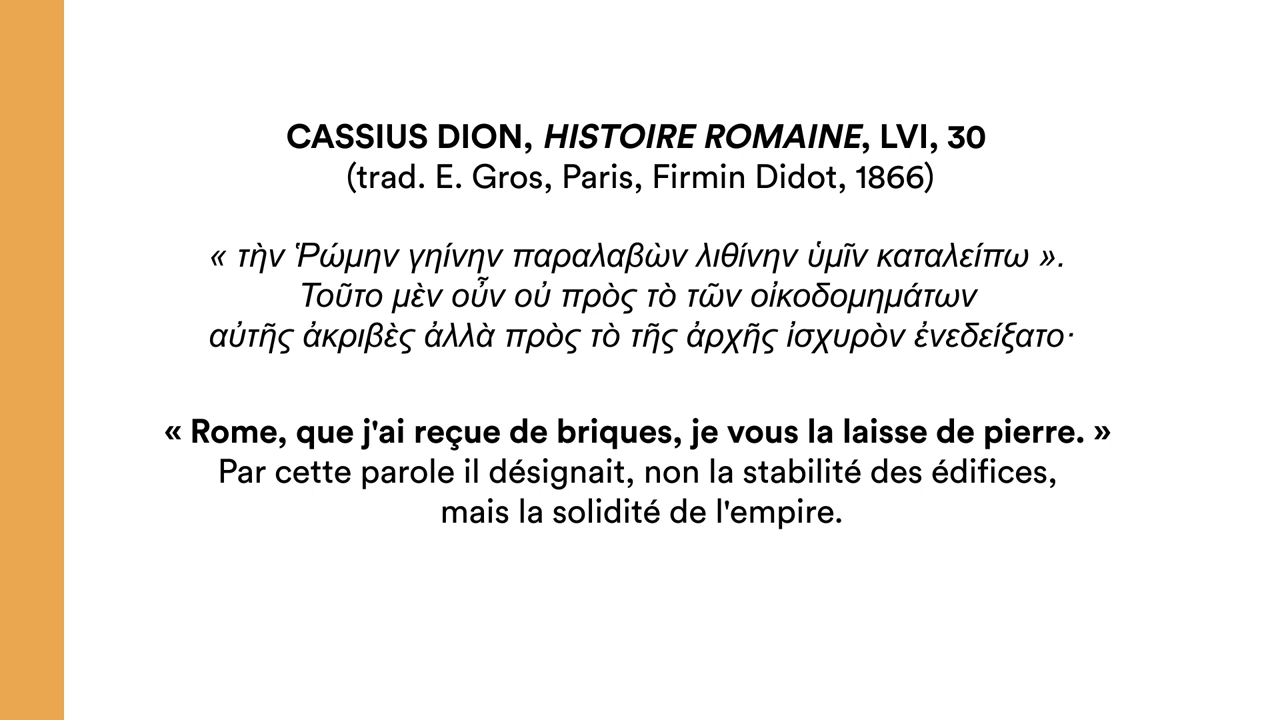 CASSIUS DION, HISTOIRE ROMAINE, LVI, 30
(trad. E. Gros, Paris, Firmin Didot, 1866)
« τὴν Ῥώμην γηίνην παραλαβὼν λιθίνην ὑμῖν καταλείπω ».
Τοῦτο μὲν οὖν οὐ πρὸς τὸ τῶν οἰκοδομημάτων
αὐτῆς ἀκριβὲς ἀλλὰ πρὸς τὸ τῆς ἀρχῆς ἰσχυρὸν ἐνεδείξατο·
« Rome, que j'ai reçue de briques, je vous la laisse de pierre. »
Par cette parole il désignait, non la stabilité des édifices,
mais la solidité de l'empire.